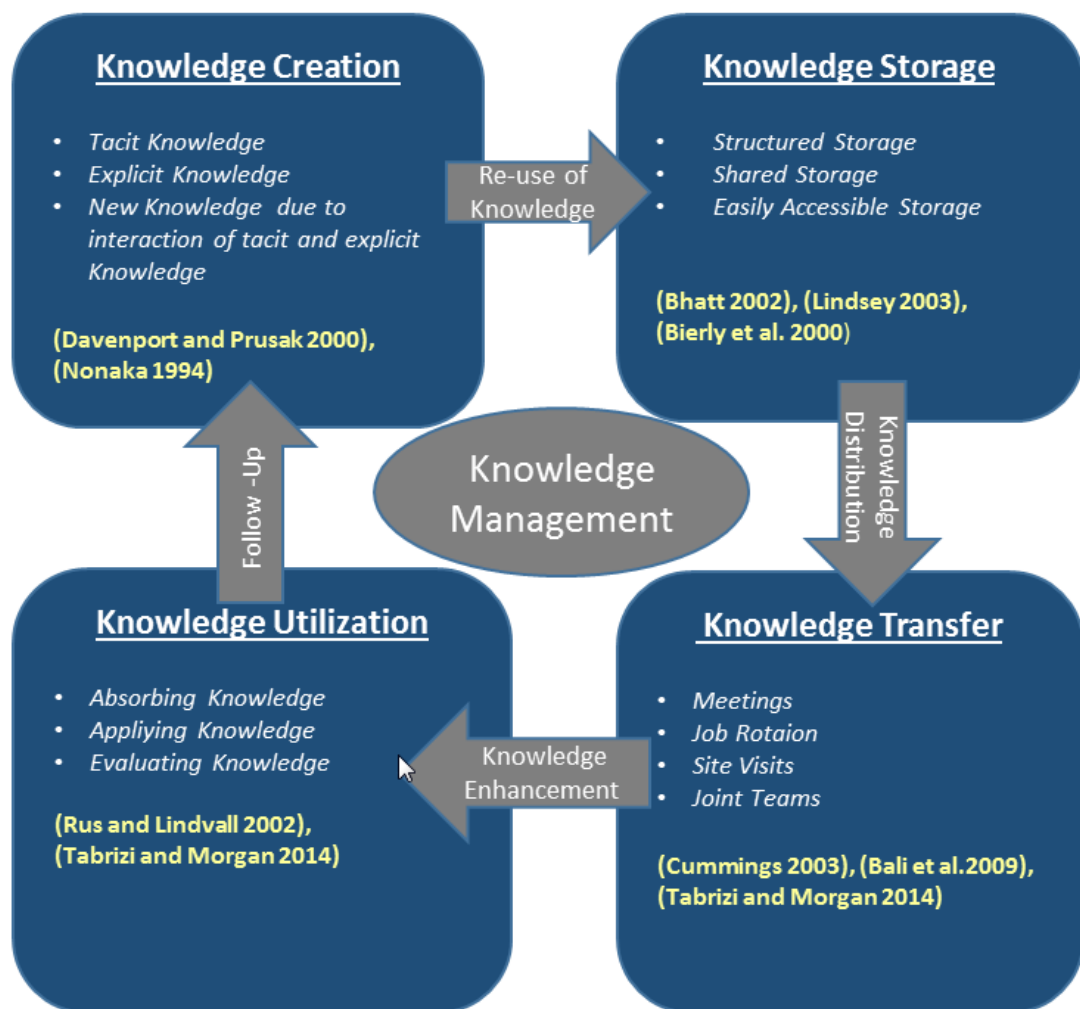 Knowledge Creation
• Tacit Knowledge
• Explicit Knowledge
• New Knowledge due to
interaction of tacit and explicit
Knowledge
(Davenport and Prusak 2000),
(Nonaka 1994)
Re-use of
Knowledge
Knowledge Storage
• Structured Storage
• Shared Storage
• Easily Accessible Storage
(Bhatt 2002), (Lindsey 2003),
(Bierly et al. 2000)
Knowledge
Distribution
Knowledge
Management
Follow -Up
Knowledge Transfer
• Meetings
• Job Rotaion
• Site Visits
• Joint Teams
(Cummings 2003), (Bali et al.2009),
(Tabrizi and Morgan 2014)
Knowledge
Enhancement
Knowledge Utilization
• Absorbing Knowledge
• Appliying Knowledge
• Evaluating Knowledge
(Rus and Lindvall 2002),
(Tabrizi and Morgan 2014)